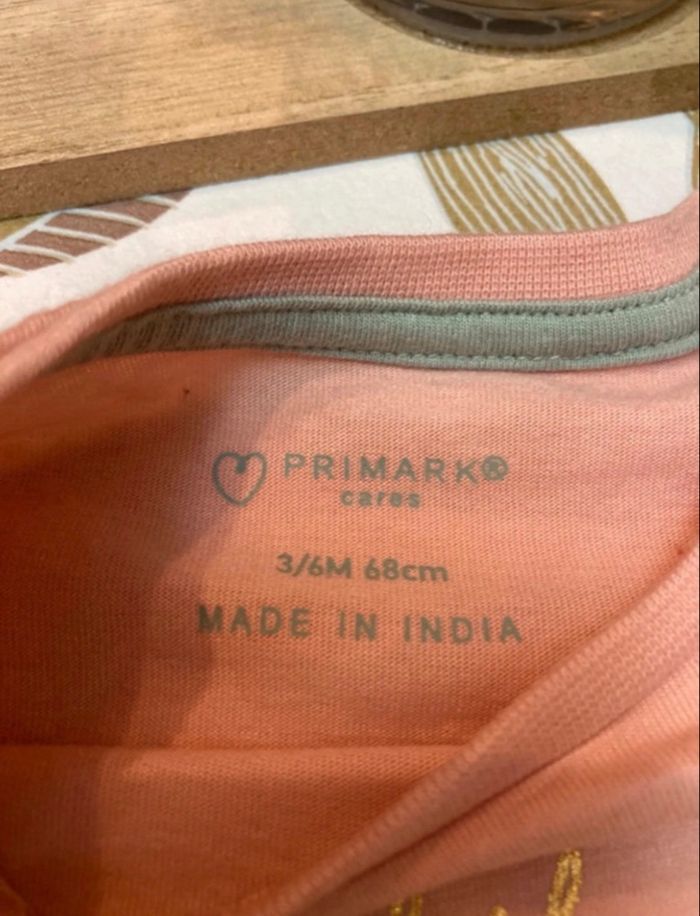 PRIMARK®
cares
3/6M 68cm
MADE IN INDIA